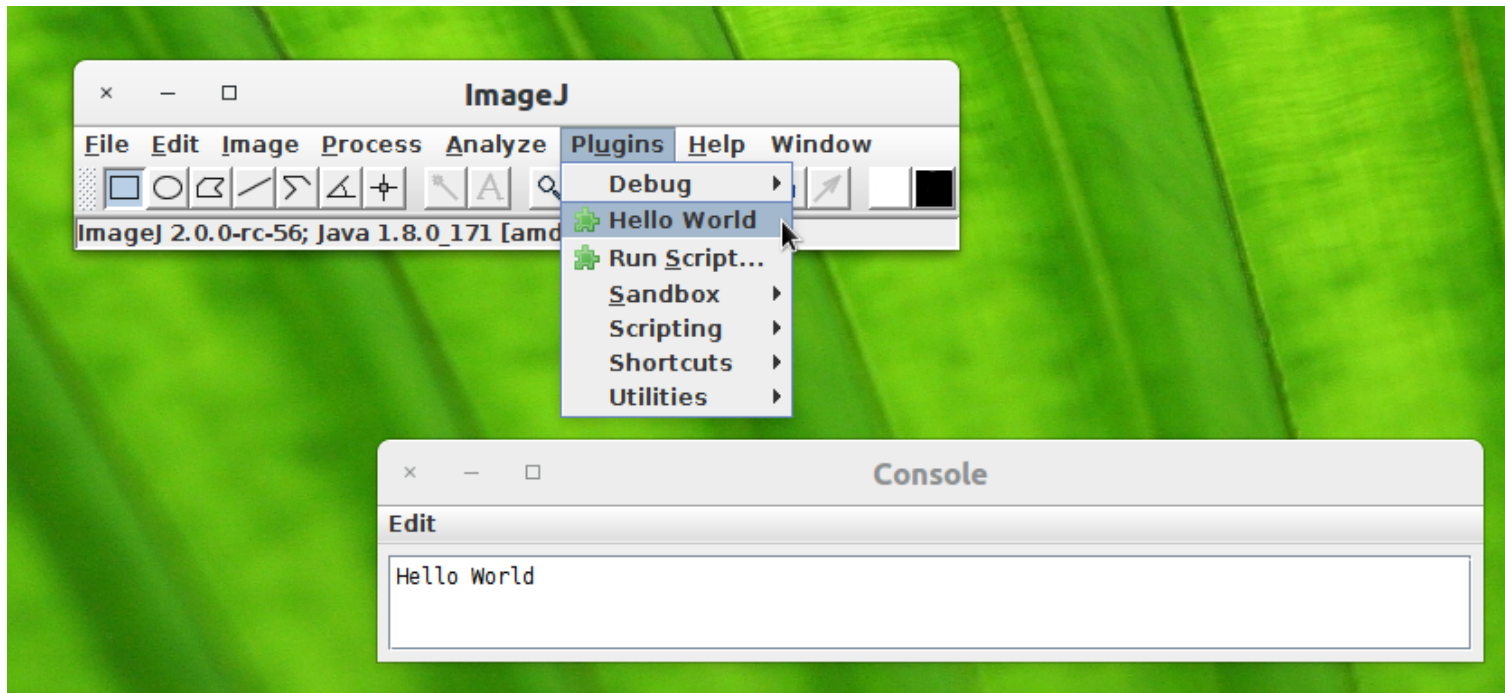 ImageJ
File Edit Image Process Analyze Plugins Help Window
A
ImageJ 2.0.0-rc-56; Java 1.8.0_171 [amd
Debug
Hello World
Run Script...
Sandbox
Scripting
Shortcuts
Utilities
Console
Edit
Hello World